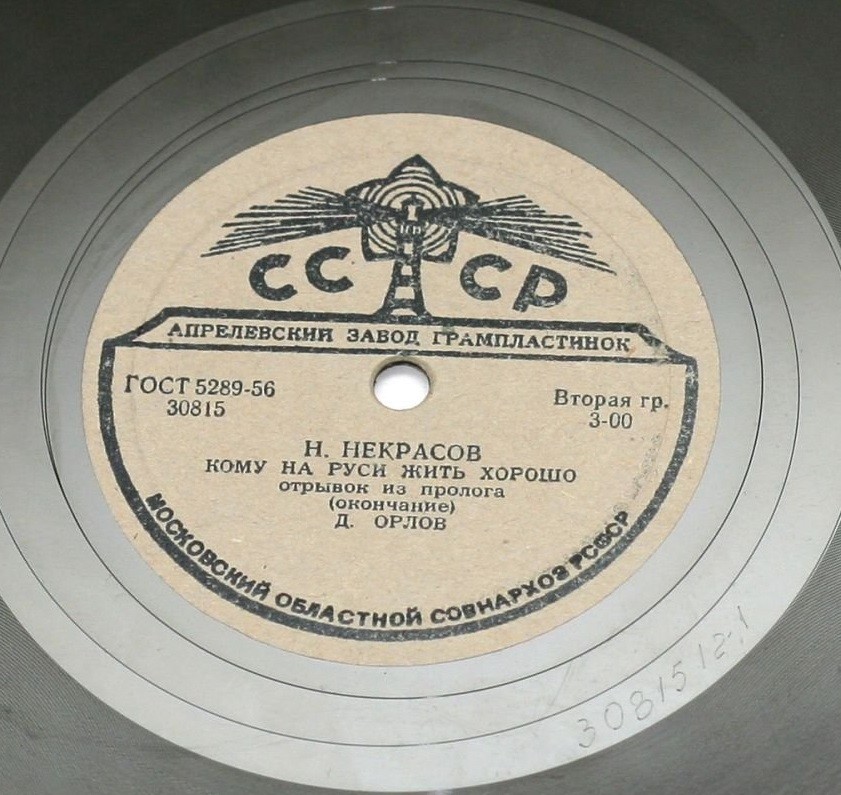 СССР
АПРЕЛЕВСКИЙ ЗАВОД ГРАМПЛАСТИНОК
ГОСТ 5289-56
30815
Вторая гр.
3-00
Н. НЕКРАСОВ
КОМУ НА РУСИ ЖИТЬ ХОРОШО
отрывок из пролога
(окончание)
Д. ОРЛОВ
МОСКОВСКИЙ ОБЛАСТНОЙ СОВНАРХОЗ РСФСР
30815 12-1